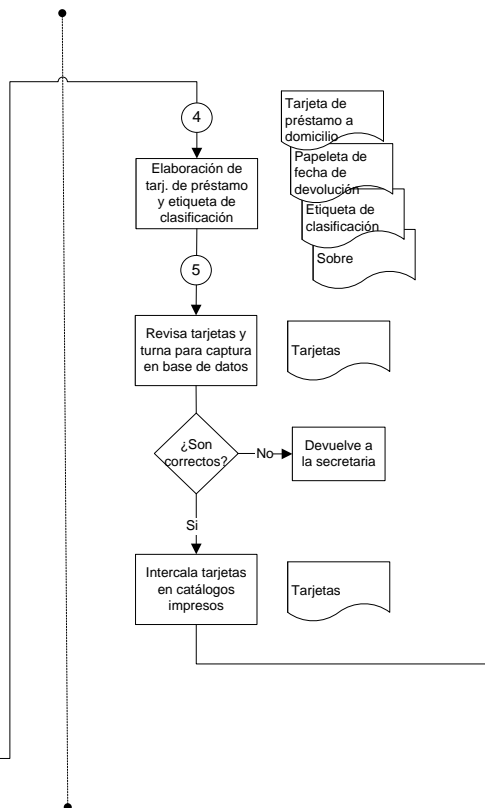 4
Tarjeta de
préstamo a
domicilio
Papeleta de
fecha de
devolución
Etiqueta de
clasificación
Sobre
Elaboración de
tarj. de préstamo
y etiqueta de
clasificación
5
Revisa tarjetas y
turna para captura
en base de datos
Tarjetas
¿Son
correctos?
No
Devuelve a
la secretaria
Si
Intercala tarjetas
en catálogos
impresos
Tarjetas